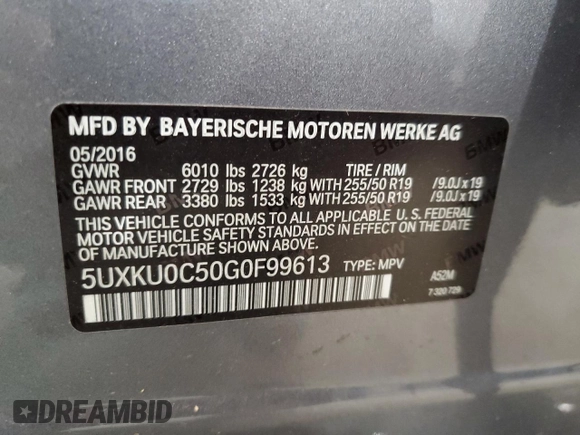 MFD BY BAYERISCHE MOTOREN WERKE AG
05/2016
GVWR 6010 lbs 2726 kg TIRE / RIM
GAWR FRONT 2729 lbs 1238 kg WITH 255/50 R19 /9.0J x 19
GAWR REAR 3380 lbs 1533 kg WITH 255/50 R19 /9.0J x 19
THIS VEHICLE CONFORMS TO ALL APPLICABLE U. S. FEDERAL
MOTOR VEHICLE SAFETY STANDARDS IN EFFECT ON THE DATE
OF MANUFACTURE SHOWN ABOVE.
5UXKU0C50G0F99613 TYPE: MPV A52M
7 320 729
DREAMBID